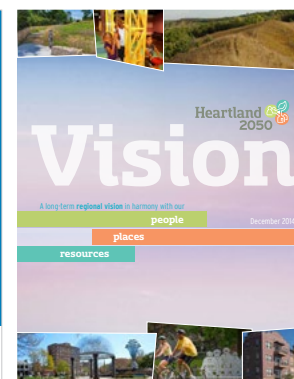 Heartland
2050
Vision
A long-term regional vision in harmony with our
people
December 2014
places
resources